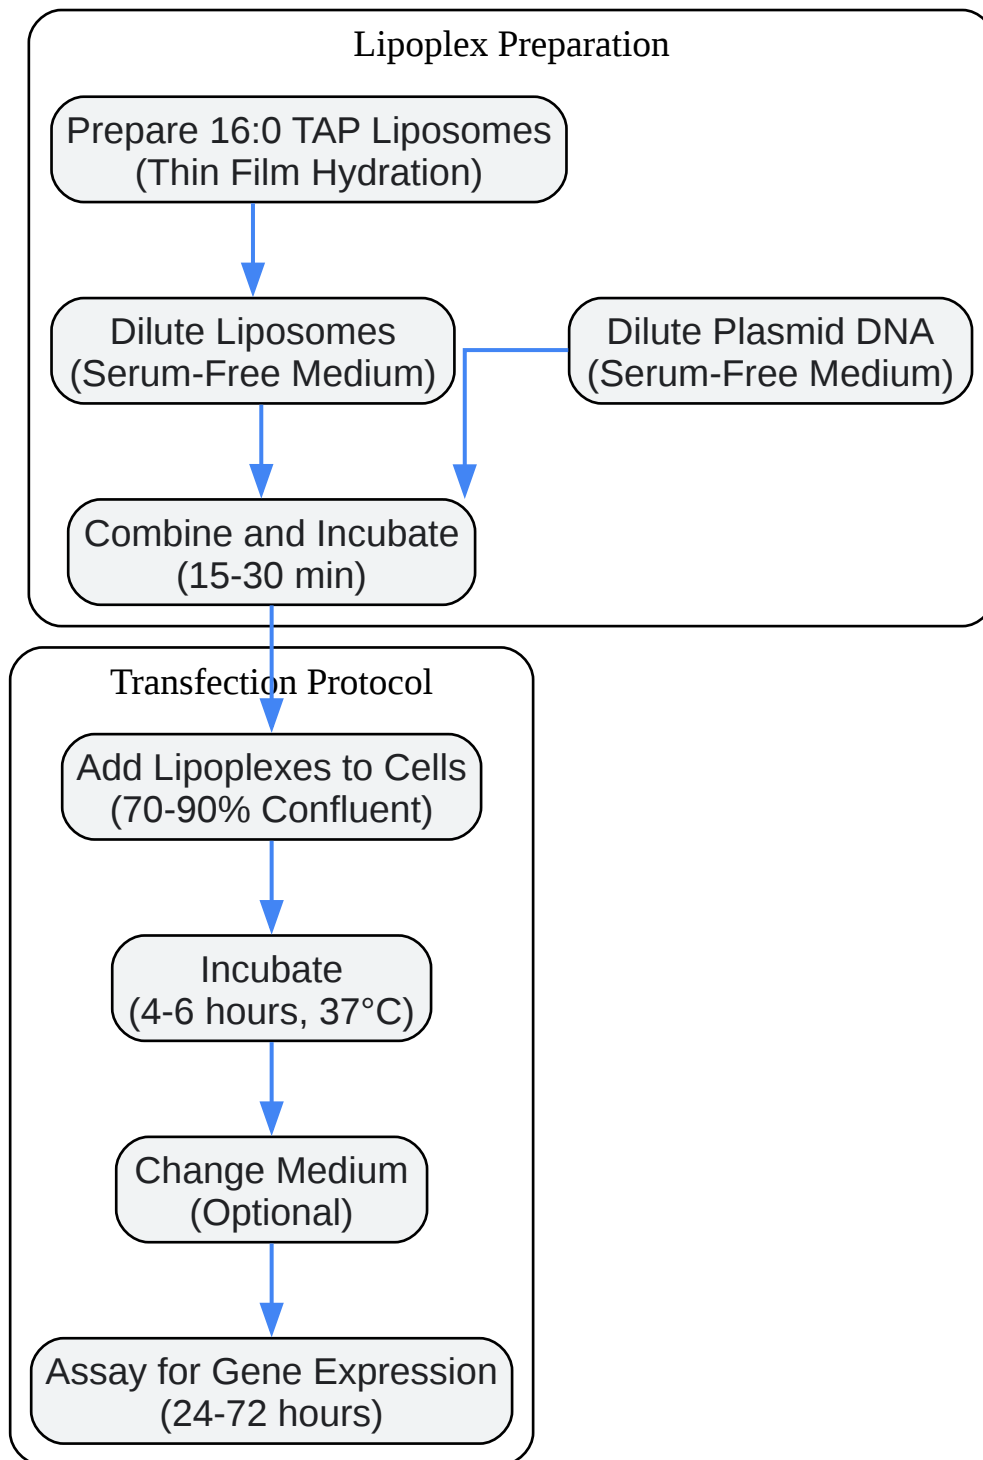 Lipoplex Preparation
Prepare 16:0 TAP Liposomes
(Thin Film Hydration)
Dilute Liposomes
(Serum-Free Medium)
Dilute Plasmid DNA
(Serum-Free Medium)
Combine and Incubate
(15-30 min)
Transfection Protocol
Add Lipoplexes to Cells
(70-90% Confluent)
Incubate
(4-6 hours, 37°C)
Change Medium
(Optional)
Assay for Gene Expression
(24-72 hours)